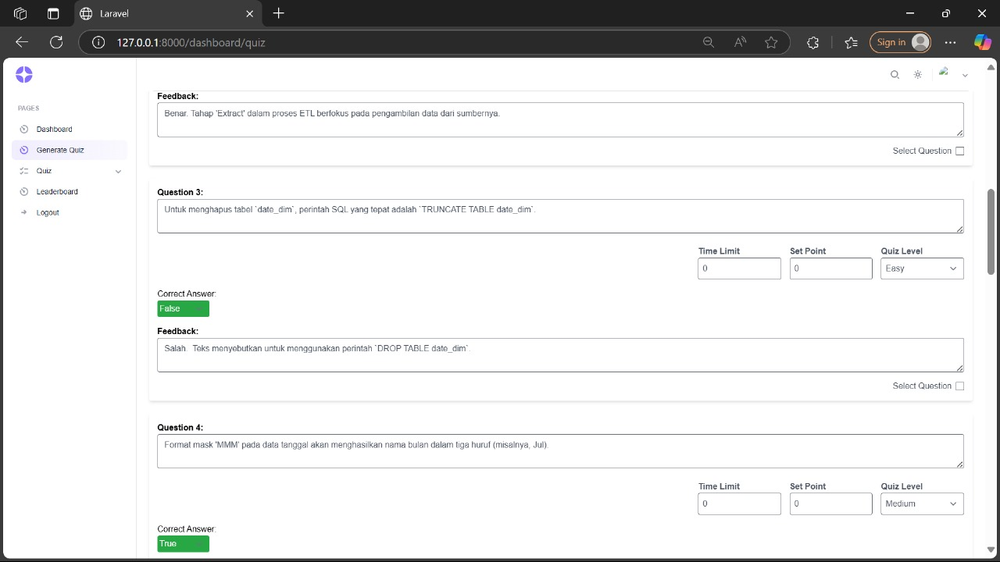 Laravel
127.0.0.1:8000/dashboard/quiz
Sign in
PAGES
Dashboard
Generate Quiz
Quiz
Leaderboard
Logout
Feedback:
Benar. Tahap 'Extract' dalam proses ETL berfokus pada pengambilan data dari sumbernya.
Select Question
Question 3:
Untuk menghapus tabel `date_dim`, perintah SQL yang tepat adalah `TRUNCATE TABLE date_dim`.
Time Limit Set Point Quiz Level
0 0 Easy
Correct Answer:
False
Feedback:
Salah. Teks menyebutkan untuk menggunakan perintah `DROP TABLE date_dim`.
Select Question
Question 4:
Format mask 'MMM' pada data tanggal akan menghasilkan nama bulan dalam tiga huruf (misalnya, Jul).
Time Limit Set Point Quiz Level
0 0 Medium
Correct Answer:
True